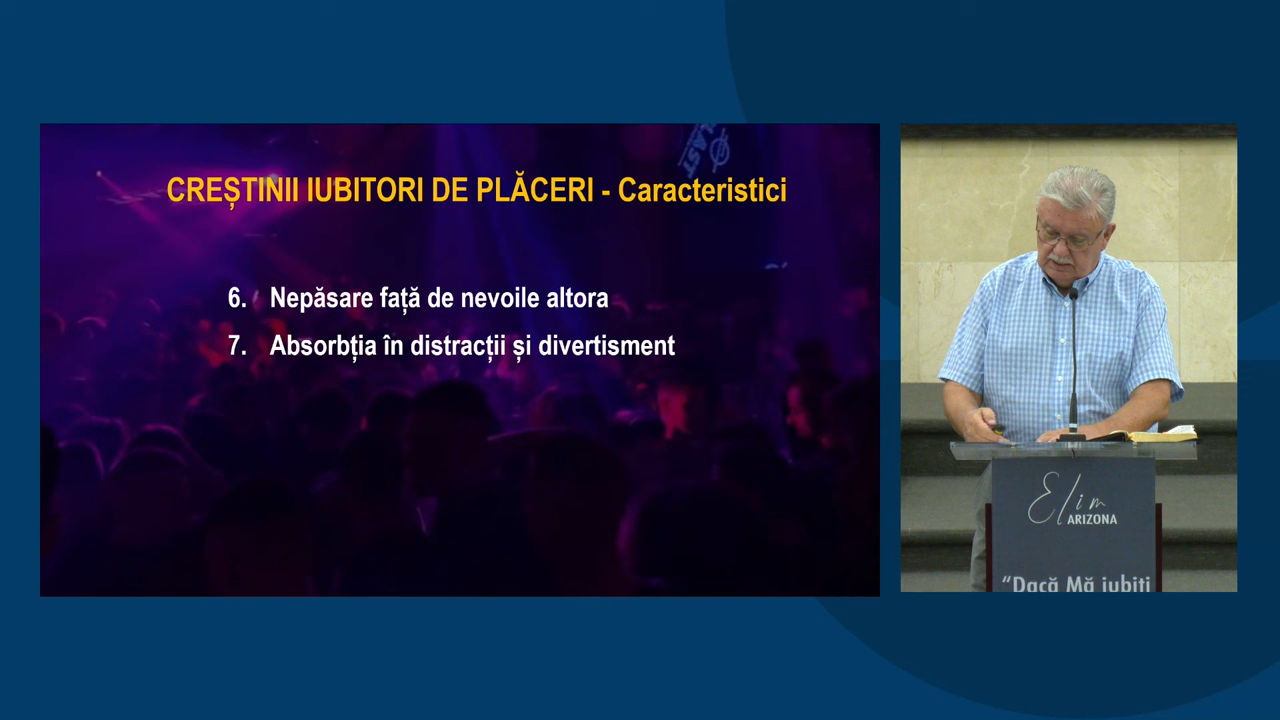 CREȘTINII IUBITORI DE PLĂCERI - Caracteristici
6. Nepăsare față de nevoile altora
7. Absorbția în distracții și divertisment
Elim
ARIZONA
“Dacă Mă iubiți